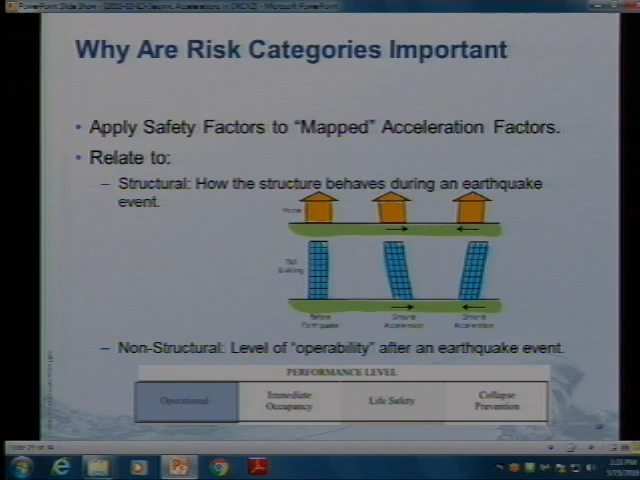 Why Are Risk Categories Important
• Apply Safety Factors to "Mapped" Acceleration Factors.
• Relate to:
– Structural: How the structure behaves during an earthquake
event.
Home
Tall
Building
Before
Earthquake
Ground
Acceleration
Ground
Acceleration
– Non-Structural: Level of "operability" after an earthquake event.
PERFORMANCE LEVEL
Operational
Immediate
Occupancy
Life Safety
Collapse
Prevention